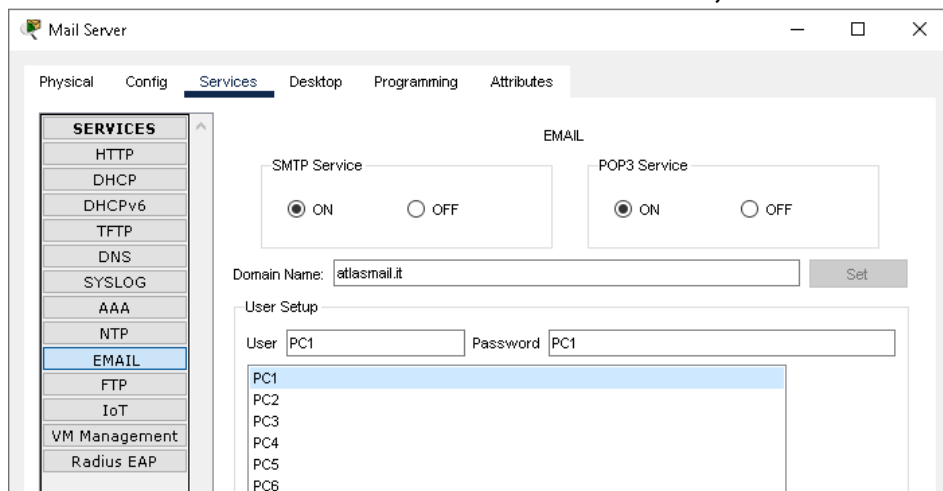 Mail Server
Physical Config Services Desktop Programming Attributes
SERVICES
HTTP
DHCP
DHCPv6
TFTP
DNS
SYSLOG
AAA
NTP
EMAIL
FTP
IoT
VM Management
Radius EAP
EMAIL
SMTP Service
ON OFF
POP3 Service
ON OFF
Domain Name: atlasmail.it Set
User Setup
User PC1 Password PC1
PC1
PC2
PC3
PC4
PC5
PC6